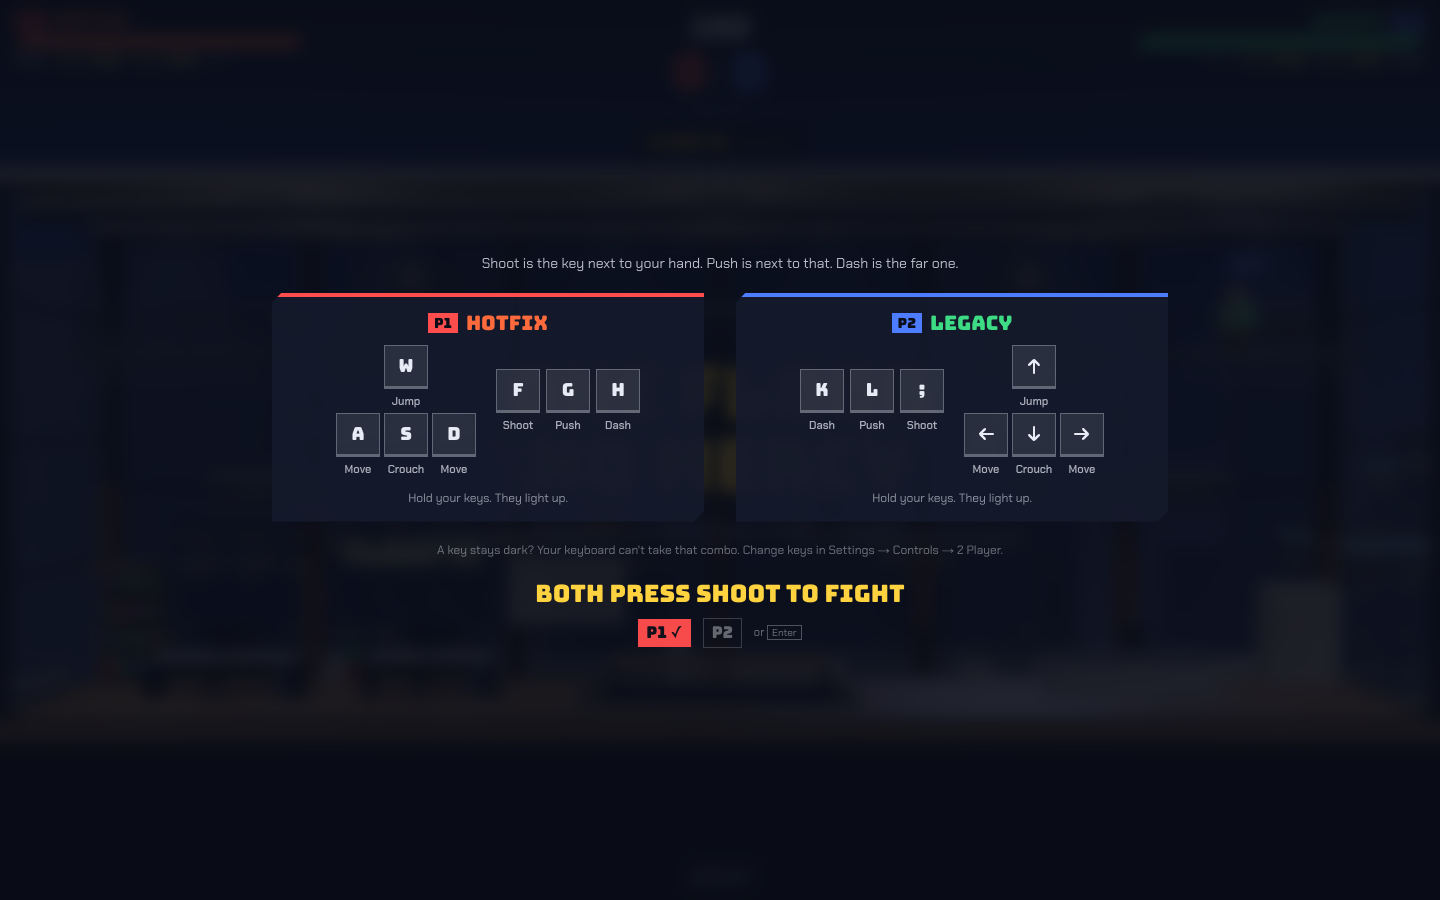 Shoot is the key next to your hand. Push is next to that. Dash is the far one.
P1 HOTFIX
W
Jump
F G H
Shoot Push Dash
A S D
Move Crouch Move
Hold your keys. They light up.
P2 LEGACY
↑
Jump
K L ;
Dash Push Shoot
← ↓ →
Move Crouch Move
Hold your keys. They light up.
A key stays dark? Your keyboard can't take that combo. Change keys in Settings → Controls → 2 Player.
BOTH PRESS SHOOT TO FIGHT
P1 ✓ P2 or Enter